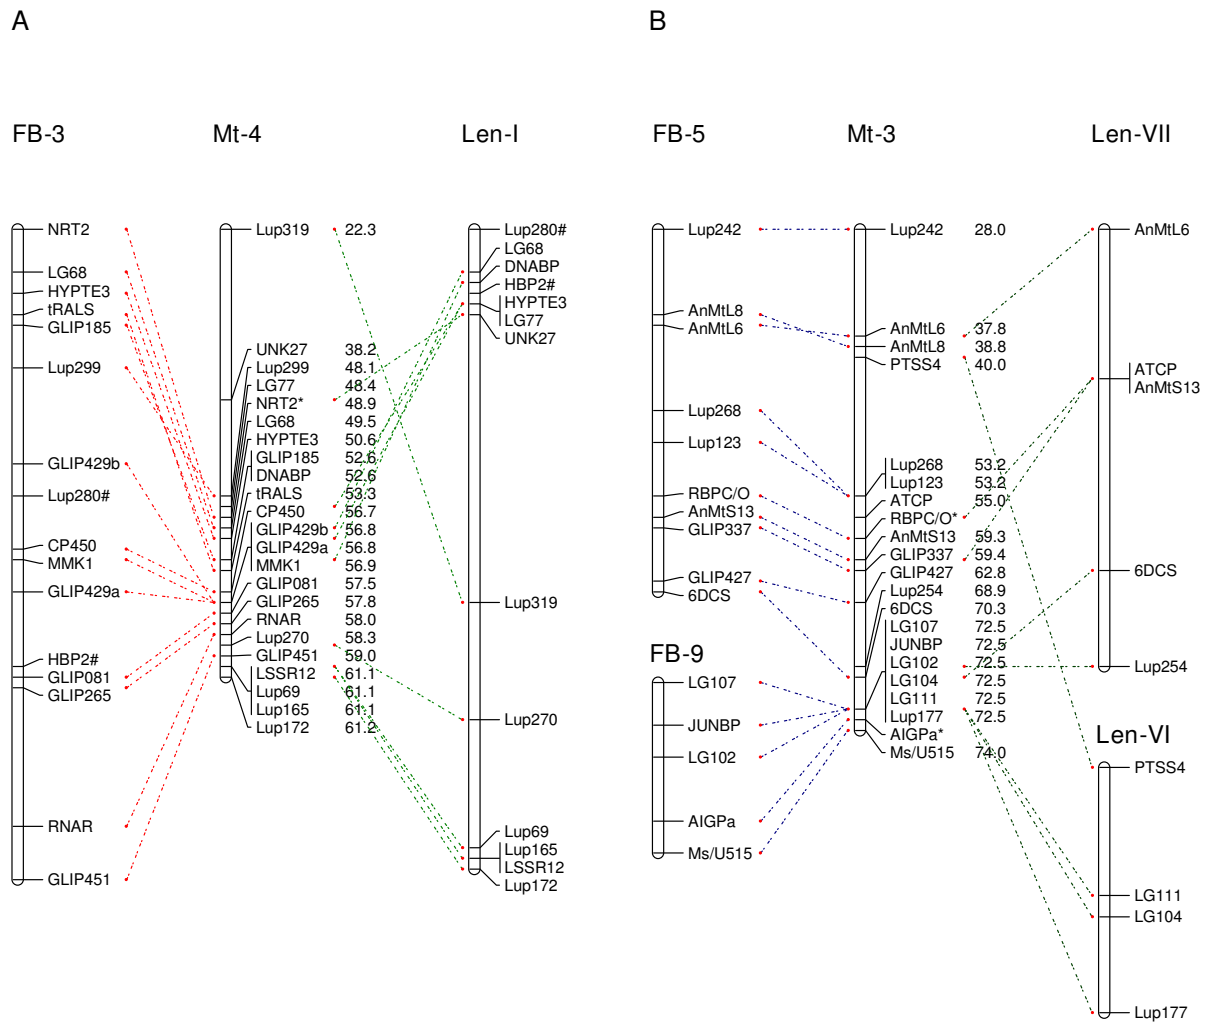 A
FB-3 Mt-4 Len-I
NRT2
LG68
HYPTE3
tRALS
GLIP185
Lup299
GLIP429b
Lup280#
CP450
MMK1
GLIP429a
HBP2#
GLIP081
GLIP265
RNAR
GLIP451
Lup319 22.3
UNK27 38.2
Lup299 48.1
LG77 48.4
NRT2* 48.9
LG68 49.5
HYPTE3 50.6
GLIP185 52.6
DNABP 52.6
tRALS 53.3
CP450 56.7
GLIP429b 56.8
GLIP429a 56.8
MMK1 56.9
GLIP081 57.5
GLIP265 57.8
RNAR 58.0
Lup270 58.3
GLIP451 59.0
LSSR12 61.1
Lup69 61.1
Lup165 61.1
Lup172 61.2
Lup280#
LG68
DNABP
HBP2#
HYPTE3
LG77
UNK27
Lup319
Lup270
Lup69
Lup165
LSSR12
Lup172
B
FB-5 Mt-3 Len-VII
Lup242
AnMtL8
AnMtL6
Lup268
Lup123
RBPC/O
AnMtS13
GLIP337
GLIP427
6DCS
FB-9
LG107
JUNBP
LG102
AIGPa
Ms/U515
Lup242 28.0
AnMtL6 37.8
AnMtL8 38.8
PTSS4 40.0
Lup268 53.2
Lup123 53.2
ATCP 55.0
RBPC/O*
AnMtS13 59.3
GLIP337 59.4
GLIP427 62.8
Lup254 68.9
6DCS 70.3
LG107 72.5
JUNBP 72.5
LG102 72.5
LG104 72.5
LG111 72.5
Lup177 72.5
AIGPa*
Ms/U515 74.0
AnMtL6
ATCP
AnMtS13
6DCS
Lup254
Len-VI
PTSS4
LG111
LG104
Lup177